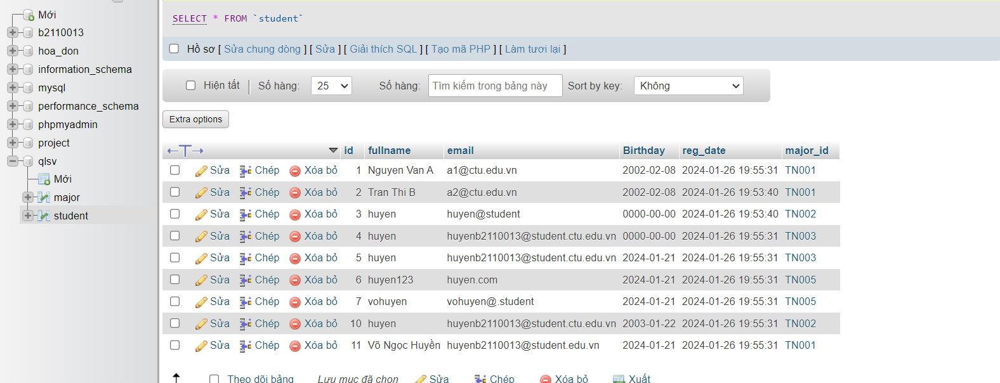 Mới
b2110013
hoa_don
information_schema
mysql
performance_schema
phpmyadmin
project
qlsv
Mới
major
student
SELECT * FROM `student`
Hồ sơ [ Sửa chung dòng ] [ Sửa ] [ Giải thích SQL ] [ Tạo mã PHP ] [ Làm tươi lại ]
Hiện tất Số hàng: 25 Số hàng: Tìm kiếm trong bảng này Sort by key: Không
Extra options
id fullname email Birthday reg_date major_id
Sửa Chép Xóa bỏ 1 Nguyen Van A a1@ctu.edu.vn 2002-02-08 2024-01-26 19:55:31 TN001
Sửa Chép Xóa bỏ 2 Tran Thi B a2@ctu.edu.vn 2002-02-08 2024-01-26 19:53:40 TN001
Sửa Chép Xóa bỏ 3 huyen huyen@student 0000-00-00 2024-01-26 19:53:40 TN002
Sửa Chép Xóa bỏ 4 huyen huyenb2110013@student.ctu.edu.vn 0000-00-00 2024-01-26 19:55:31 TN003
Sửa Chép Xóa bỏ 5 huyen huyenb2110013@student.ctu.edu.vn 2024-01-21 2024-01-26 19:55:31 TN003
Sửa Chép Xóa bỏ 6 huyen123 huyen.com 2024-01-21 2024-01-26 19:55:31 TN005
Sửa Chép Xóa bỏ 7 vohuyen vohuyen@.student 2024-01-21 2024-01-26 19:55:31 TN005
Sửa Chép Xóa bỏ 10 huyen huyenb2110013@student.ctu.edu.vn 2003-01-22 2024-01-26 19:55:31 TN002
Sửa Chép Xóa bỏ 11 Võ Ngọc Huyền huyenb2110013@student.edu.vn 2024-01-21 2024-01-26 19:55:31 TN001
Theo dõi bảng Lưu mục đã chọn Sửa Chép Xóa bỏ Xuất